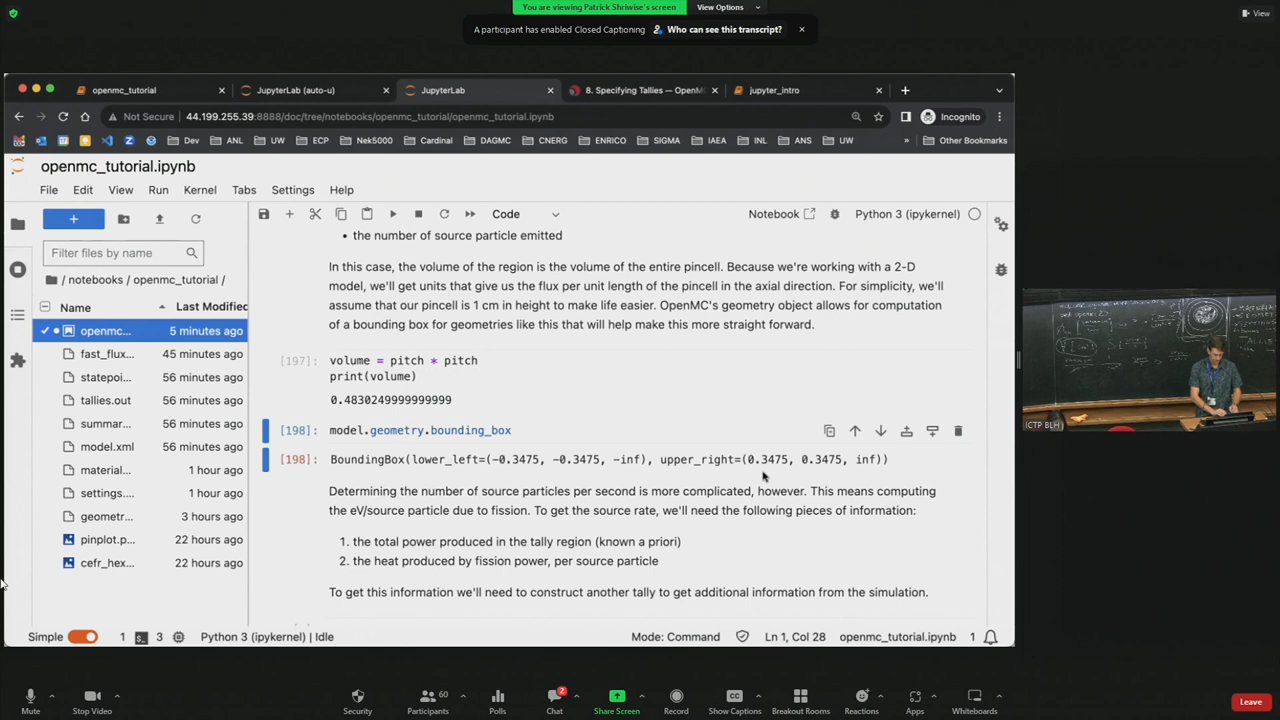 You are viewing Patrick Shriwise's screen
View Options
View
A participant has enabled Closed Captioning
Who can see this transcript?
openmc_tutorial
JupyterLab (auto-u)
JupyterLab
8. Specifying Tallies — OpenM
jupyter_intro
Not Secure
44.199.255.39:8888/doc/tree/notebooks/openmc_tutorial/openmc_tutorial.ipynb
Incognito
Dev
ANL
UW
ECP
Nek5000
Cardinal
DAGMC
CNERG
ENRICO
SIGMA
IAEA
INL
ANS
UW
»
Other Bookmarks
openmc_tutorial.ipynb
File Edit View Run Kernel Tabs Settings Help
Code
Notebook
Python 3 (ipykernel)
Filter files by name
/ notebooks / openmc_tutorial /
Name
Last Modified
openmc... 5 minutes ago
fast_flux... 45 minutes ago
statepoi... 56 minutes ago
tallies.out 56 minutes ago
summar... 56 minutes ago
model.xml 56 minutes ago
material... 1 hour ago
settings.... 1 hour ago
geometr... 3 hours ago
pinplot.p... 22 hours ago
cefr_hex... 22 hours ago
• the number of source particle emitted
In this case, the volume of the region is the volume of the entire pincell. Because we're working with a 2-D
model, we'll get units that give us the flux per unit length of the pincell in the axial direction. For simplicity, we'll
assume that our pincell is 1 cm in height to make life easier. OpenMC's geometry object allows for computation
of a bounding box for geometries like this that will help make this more straight forward.
[197]: volume = pitch * pitch
print(volume)
0.4830249999999999
[198]: model.geometry.bounding_box
[198]: BoundingBox(lower_left=(-0.3475, -0.3475, -inf), upper_right=(0.3475, 0.3475, inf))
Determining the number of source particles per second is more complicated, however. This means computing
the eV/source particle due to fission. To get the source rate, we'll need the following pieces of information:
1. the total power produced in the tally region (known a priori)
2. the heat produced by fission power, per source particle
To get this information we'll need to construct another tally to get additional information from the simulation.
Simple
1
3
Python 3 (ipykernel) | Idle
Mode: Command
Ln 1, Col 28
openmc_tutorial.ipynb
1
ICTP BLH
Mute
Stop Video
Security
Participants
60
Polls
Chat
2
Share Screen
Record
Show Captions
Breakout Rooms
Reactions
Apps
Whiteboards
Leave